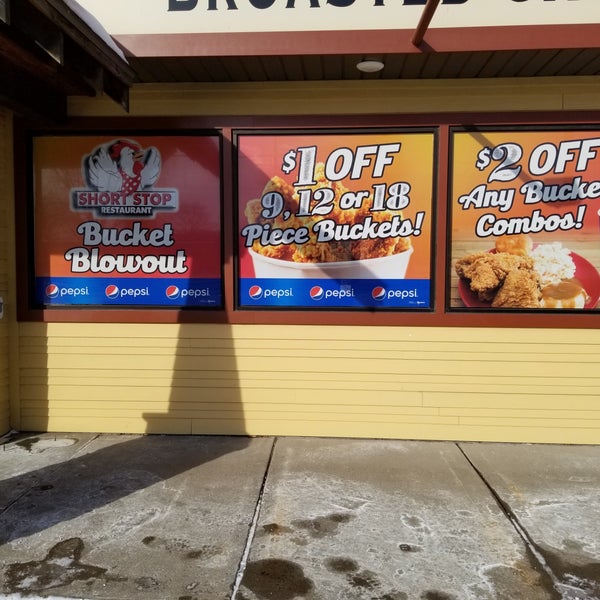 BROASTED
SHORT STOP
RESTAURANT
Bucket
Blowout
pepsi pepsi pepsi
$1 OFF
9, 12 or 18
Piece Buckets!
pepsi pepsi pepsi
$2 OFF
Any Bucke
Combos!